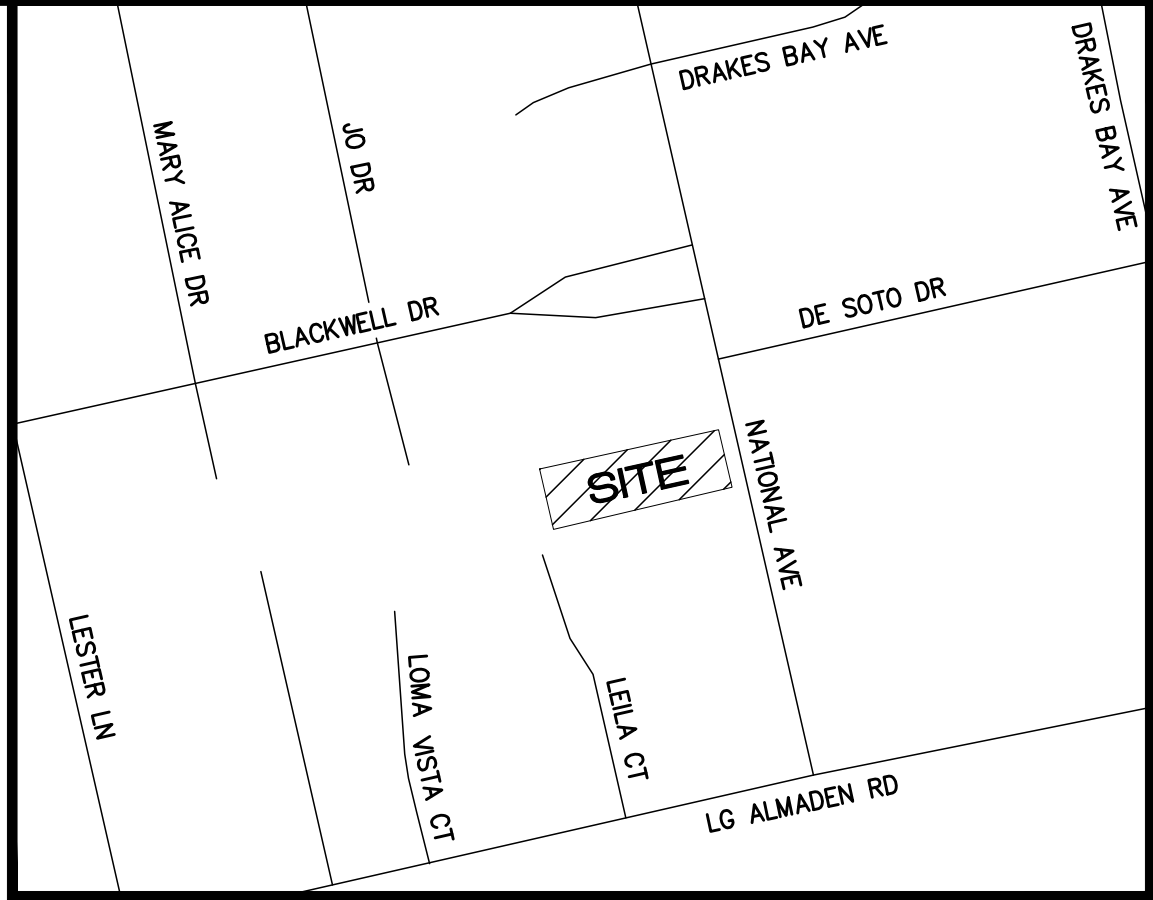 DRAKES BAY AVE
DRAKES BAY AVE
MARY ALICE DR
JO DR
BLACKWELL DR
DE SOTO DR
SITE
NATIONAL AVE
LESTER LN
LOMA VISTA CT
LEILA CT
LG ALMADEN RD